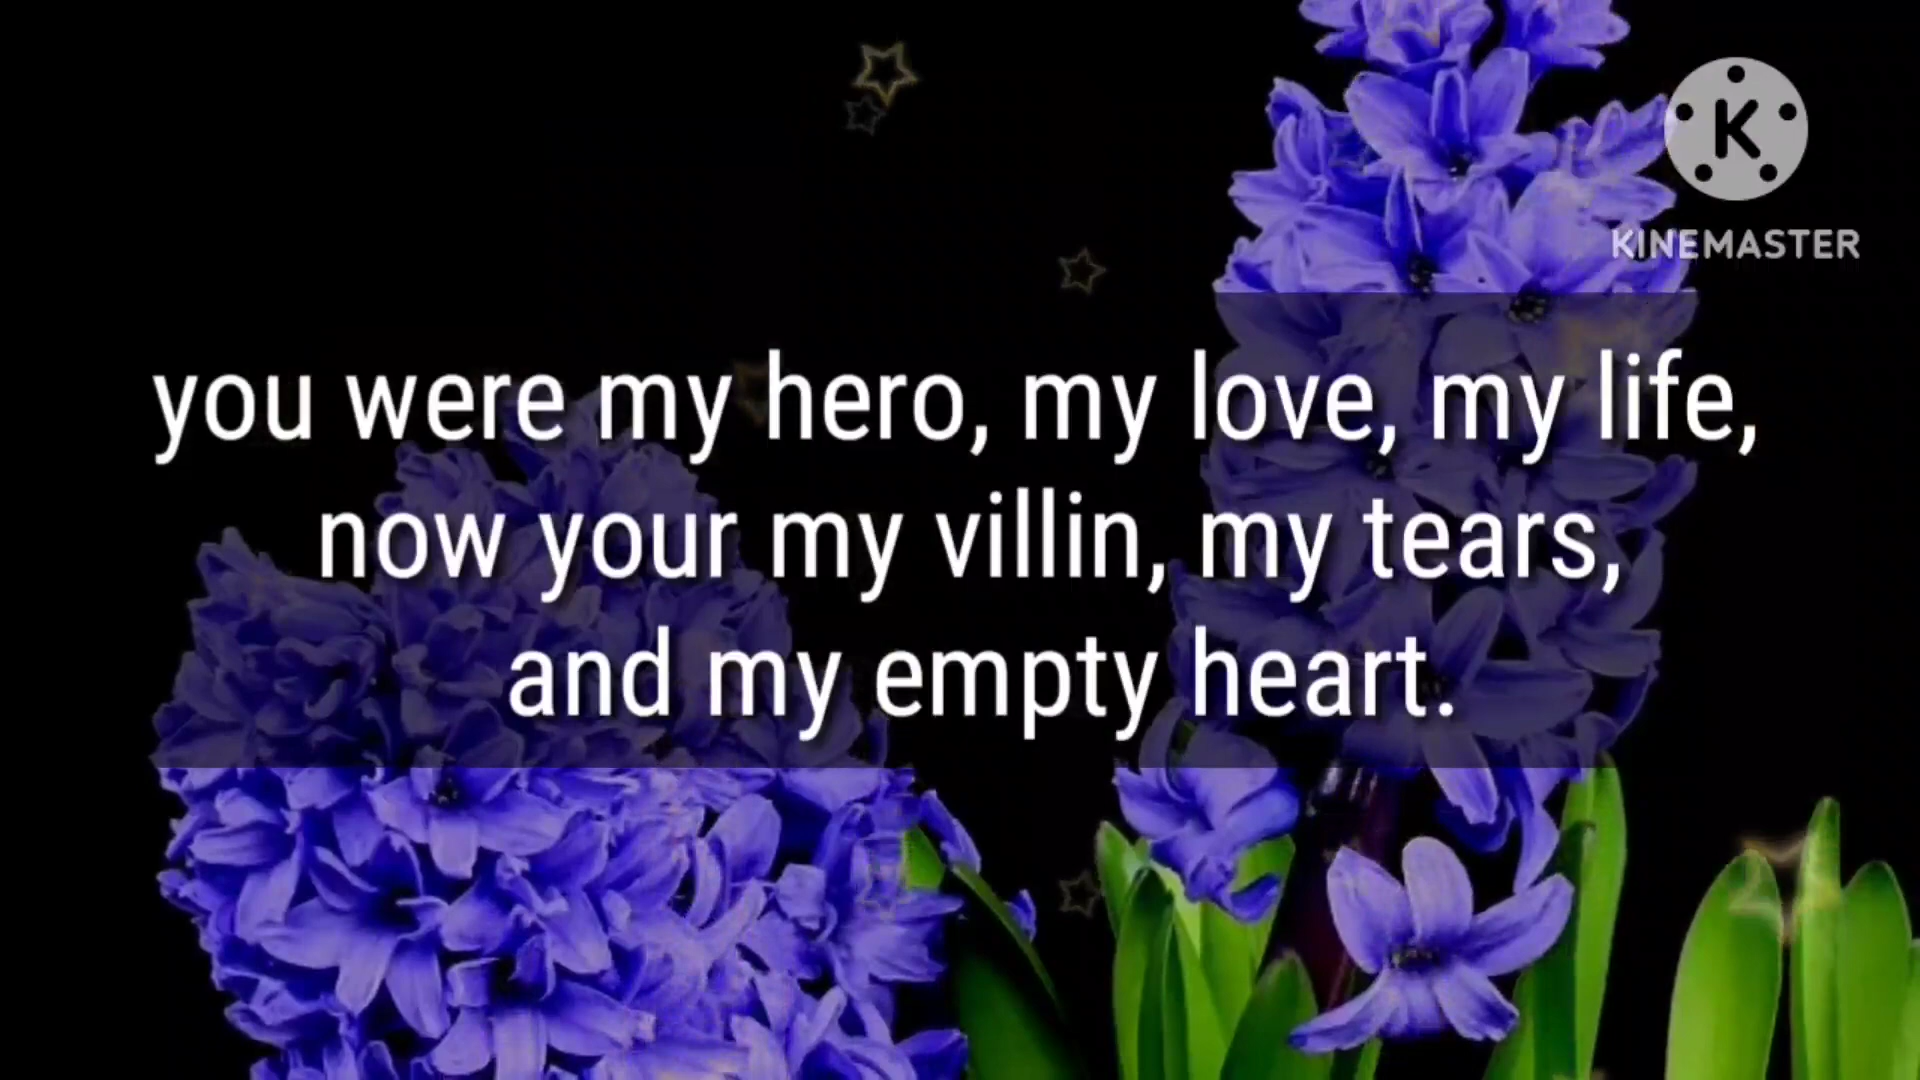 K
KINEMASTER
you were my hero, my love, my life,
now your my villin, my tears,
and my empty heart.